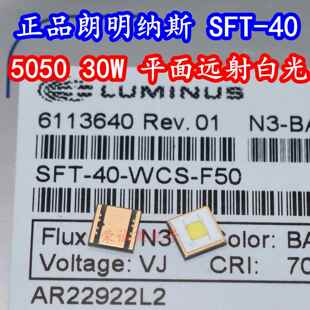 正品朗明纳斯 SFT-40
5050 30W 平面远射白光
LUMINUS
6113640 Rev.01 N3-BA
SFT-40-WCS-F50
Flux N3 Color: BA
Voltage: VJ CRI: 70
AR22922L2